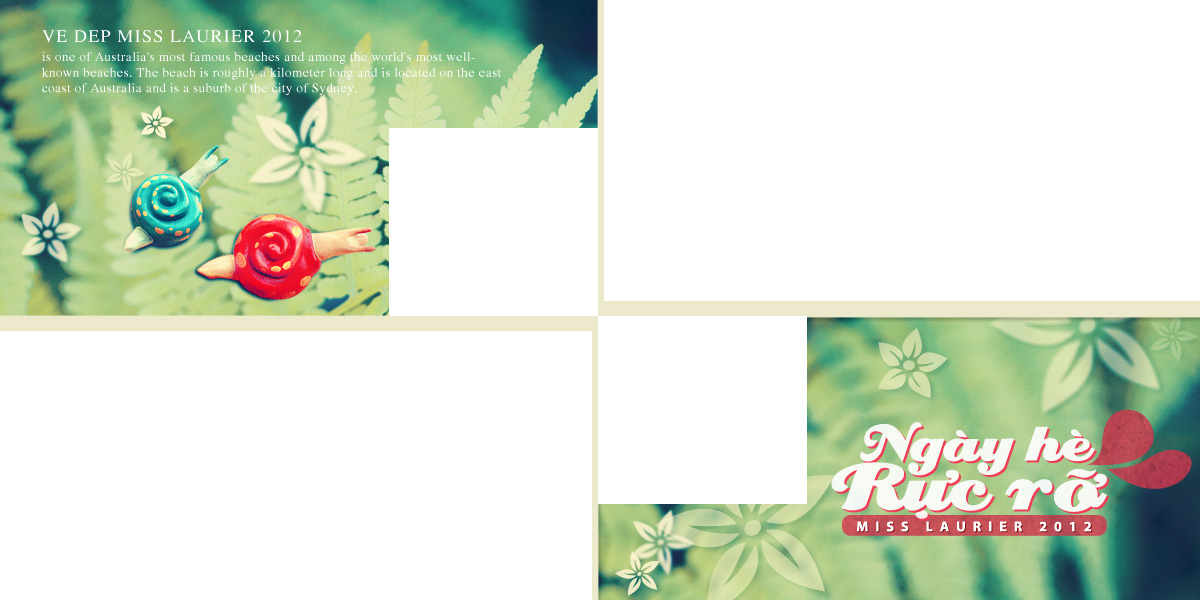 VE DEP MISS LAURIER 2012
is one of Australia's most famous beaches and among the world's most well-
known beaches. The beach is roughly a kilometer long and is located on the east
coast of Australia and is a suburb of the city of Sydney.
Ngày hè
Rực rỡ
MISS LAURIER 2012